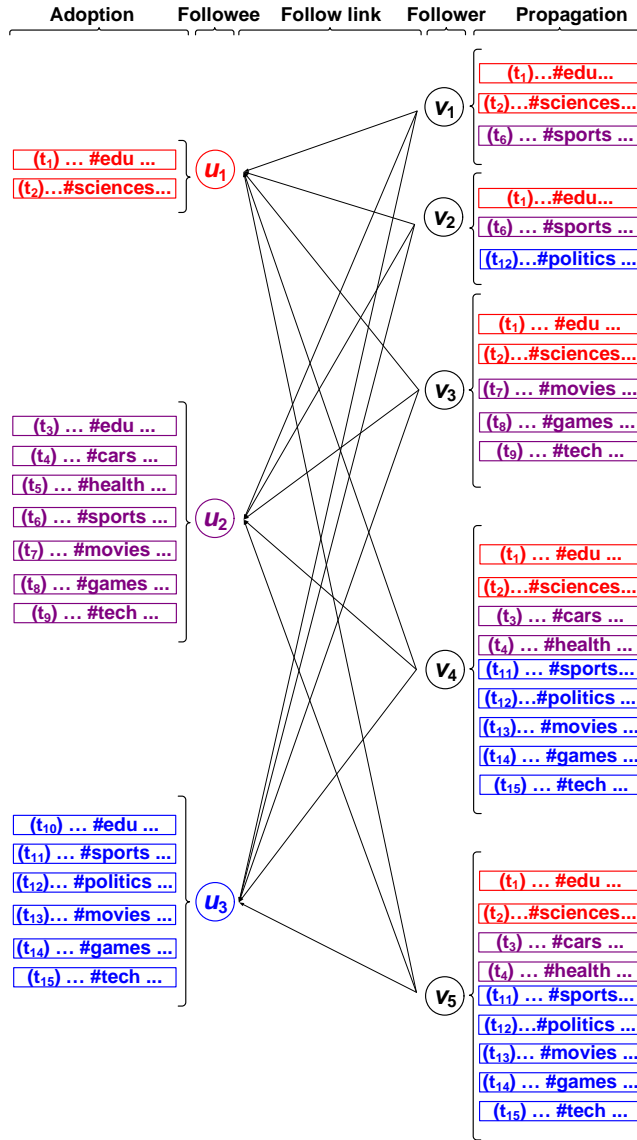 Adoption Followee Follow link Follower Propagation
(t1) ... #edu ...
(t2)...#sciences...
u1
(t3) ... #edu ...
(t4) ... #cars ...
(t5) ... #health ...
(t6) ... #sports ...
(t7) ... #movies ...
(t8) ... #games ...
(t9) ... #tech ...
u2
(t10) ... #edu ...
(t11) ... #sports ...
(t12)...#politics ...
(t13)... #movies ...
(t14) ... #games ...
(t15) ... #tech ...
u3
v1
(t1)...#edu...
(t2)...#sciences...
(t6) ... #sports ...
v2
(t1)...#edu...
(t6) ... #sports ...
(t12)...#politics ...
v3
(t1) ... #edu ...
(t2)...#sciences...
(t7) ... #movies ...
(t8) ... #games ...
(t9) ... #tech ...
v4
(t1) ... #edu ...
(t2)...#sciences...
(t3) ... #cars ...
(t4) ... #health ...
(t11) ... #sports...
(t12)...#politics ...
(t13)... #movies ...
(t14) ... #games ...
(t15) ... #tech ...
v5
(t1) ... #edu ...
(t2)...#sciences...
(t3) ... #cars ...
(t4) ... #health ...
(t11) ... #sports...
(t12)...#politics ...
(t13)... #movies ...
(t14) ... #games ...
(t15) ... #tech ...